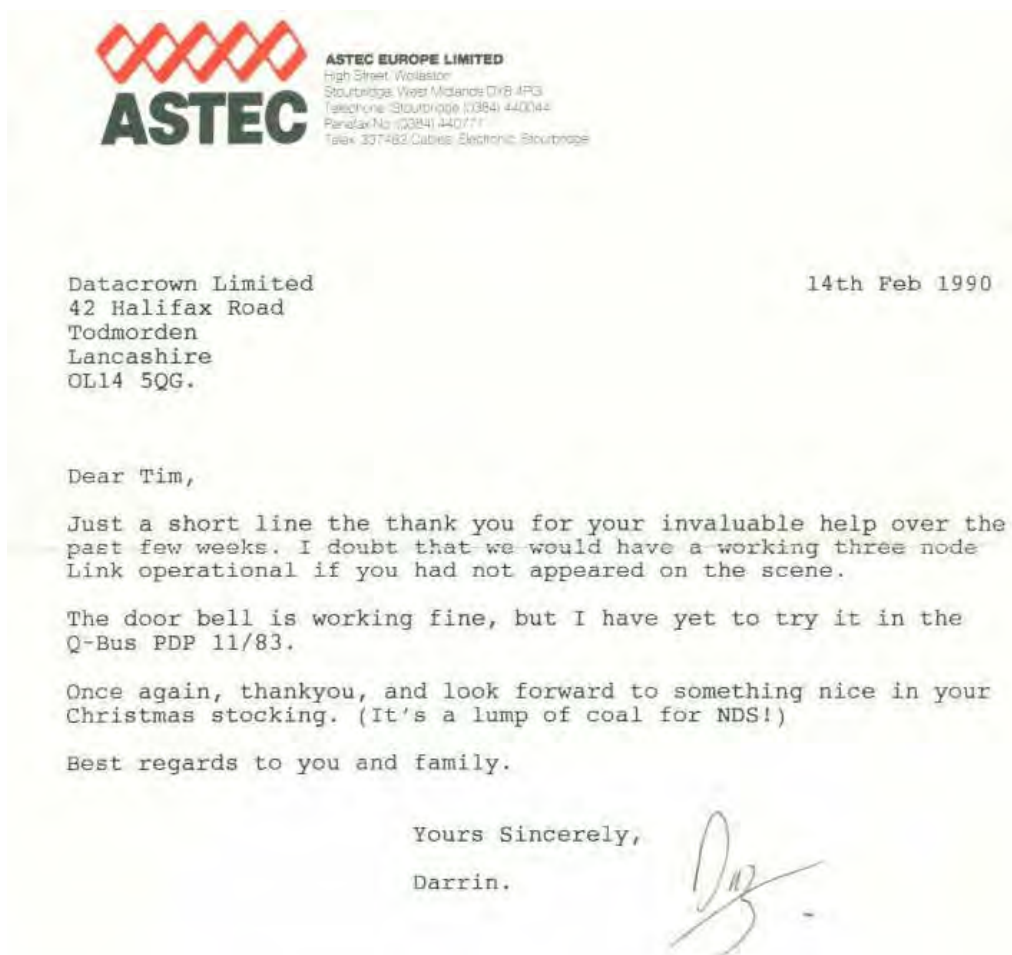 ASTEC
ASTEC EUROPE LIMITED
High Street, Wollaston
Stourbridge, West Midlands DY8 4PG
Telephone: Stourbridge (0384) 440044
Panafax No: (0384) 440777
Telex: 337482 Cables: Electronic, Stourbridge
Datacrown Limited
14th Feb 1990
42 Halifax Road
Todmorden
Lancashire
OL14 5QG.
Dear Tim,
Just a short line the thank you for your invaluable help over the
past few weeks. I doubt that we would have a working three node
Link operational if you had not appeared on the scene.
The door bell is working fine, but I have yet to try it in the
Q-Bus PDP 11/83.
Once again, thankyou, and look forward to something nice in your
Christmas stocking. (It's a lump of coal for NDS!)
Best regards to you and family.
Yours Sincerely,
Darrin.